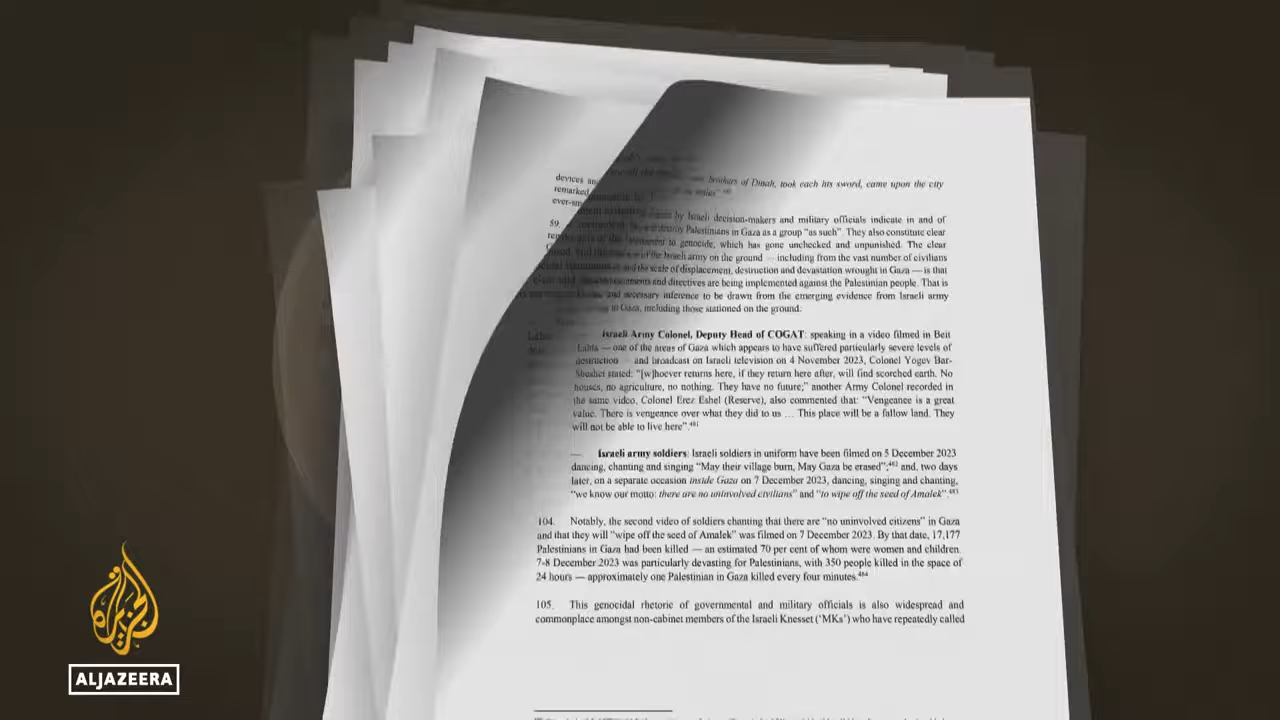 devices and brothers of Dinah, took each his sword, came upon the city
remarked
ever-
by Israeli decision-makers and military officials indicate in and of
59. destroy Palestinians in Gaza as a group “as such”. They also constitute clear
to genocide, which has gone unchecked and unpunished. The clear
of the Israeli army on the ground — including from the vast number of civilians
and the scale of displacement, destruction and devastation wrought in Gaza — is that
and directives are being implemented against the Palestinian people. That is
and necessary inference to be drawn from the emerging evidence from Israeli army
in Gaza, including those stationed on the ground.
Israeli Army Colonel, Deputy Head of COGAT: speaking in a video filmed in Beit
Lahia — one of the areas of Gaza which appears to have suffered particularly severe levels of
destruction — and broadcast on Israeli television on 4 November 2023, Colonel Yogev Bar-
Sheshet stated: “[w]hoever returns here, if they return here after, will find scorched earth. No
houses, no agriculture, no nothing. They have no future;” another Army Colonel recorded in
the same video, Colonel Erez Eshel (Reserve), also commented that: “Vengeance is a great
value. There is vengeance over what they did to us … This place will be a fallow land. They
will not be able to live here”.⁴⁸¹
— Israeli army soldiers: Israeli soldiers in uniform have been filmed on 5 December 2023
dancing, chanting and singing “May their village burn, May Gaza be erased”;⁴⁸² and, two days
later, on a separate occasion inside Gaza on 7 December 2023, dancing, singing and chanting,
“we know our motto: there are no uninvolved civilians” and “to wipe off the seed of Amalek”.⁴⁸³
104. Notably, the second video of soldiers chanting that there are “no uninvolved citizens” in Gaza
and that they will “wipe off the seed of Amalek” was filmed on 7 December 2023. By that date, 17,177
Palestinians in Gaza had been killed — an estimated 70 per cent of whom were women and children.
7-8 December 2023 was particularly devasting for Palestinians, with 350 people killed in the space of
24 hours — approximately one Palestinian in Gaza killed every four minutes.⁴⁸⁴
105. This genocidal rhetoric of governmental and military officials is also widespread and
commonplace amongst non-cabinet members of the Israeli Knesset (‘MKs’) who have repeatedly called
الجزيرة
ALJAZEERA